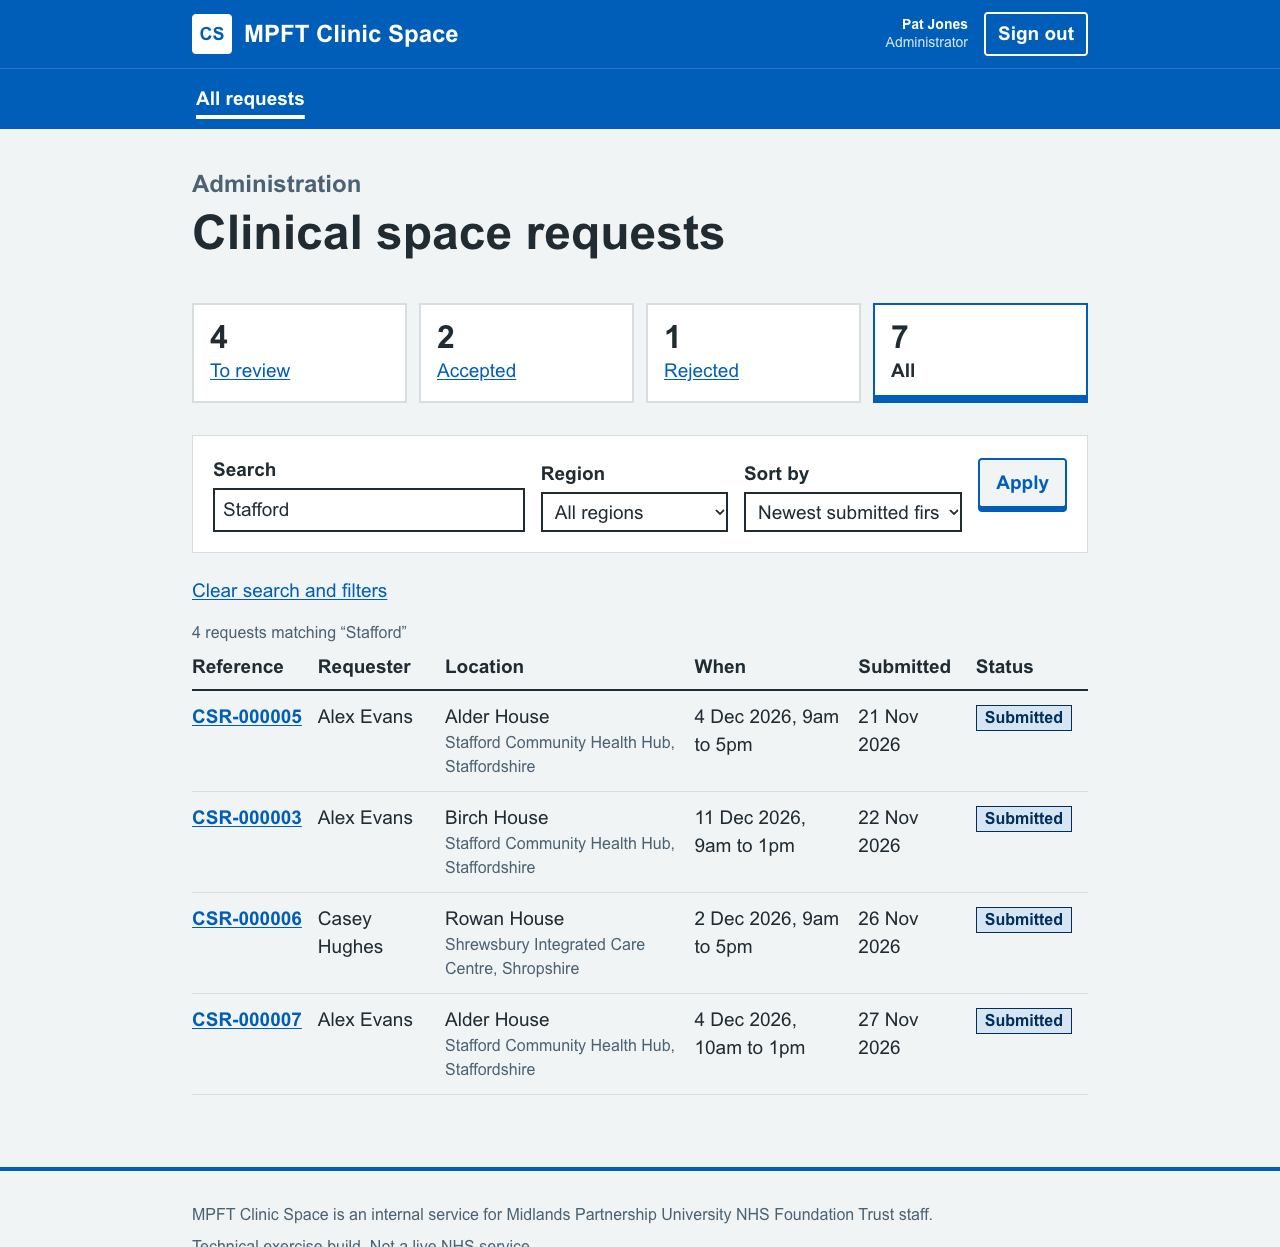 CS MPFT Clinic Space
Pat Jones
Administrator
Sign out
All requests
Administration
Clinical space requests
4
To review
2
Accepted
1
Rejected
7
All
Search
Stafford
Region
All regions
Sort by
Newest submitted firs
Apply
Clear search and filters
4 requests matching “Stafford”
Reference Requester Location When Submitted Status
CSR-000005 Alex Evans Alder House 4 Dec 2026, 9am 21 Nov Submitted
Stafford Community Health Hub, to 5pm 2026
Staffordshire
CSR-000003 Alex Evans Birch House 11 Dec 2026, 22 Nov Submitted
Stafford Community Health Hub, 9am to 1pm 2026
Staffordshire
CSR-000006 Casey Rowan House 2 Dec 2026, 9am 26 Nov Submitted
Hughes Shrewsbury Integrated Care to 5pm 2026
Centre, Shropshire
CSR-000007 Alex Evans Alder House 4 Dec 2026, 27 Nov Submitted
Stafford Community Health Hub, 10am to 1pm 2026
Staffordshire
MPFT Clinic Space is an internal service for Midlands Partnership University NHS Foundation Trust staff.
Technical exercise build. Not a live NHS service.